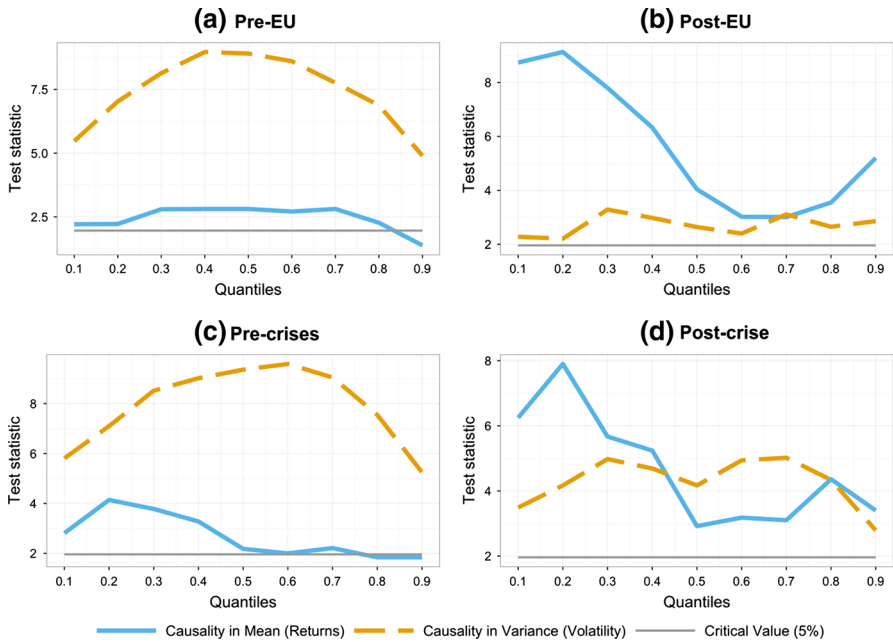 (a) Pre-EU
Test statistic
7.5
5.0
2.5
0.1 0.2 0.3 0.4 0.5 0.6 0.7 0.8 0.9
Quantiles
(b) Post-EU
Test statistic
8
6
4
2
0.1 0.2 0.3 0.4 0.5 0.6 0.7 0.8 0.9
Quantiles
(c) Pre-crises
Test statistic
8
6
4
2
0.1 0.2 0.3 0.4 0.5 0.6 0.7 0.8 0.9
Quantiles
(d) Post-crise
Test statistic
8
6
4
2
0.1 0.2 0.3 0.4 0.5 0.6 0.7 0.8 0.9
Quantiles
Causality in Mean (Returns) Causality in Variance (Volatility) Critical Value (5%)